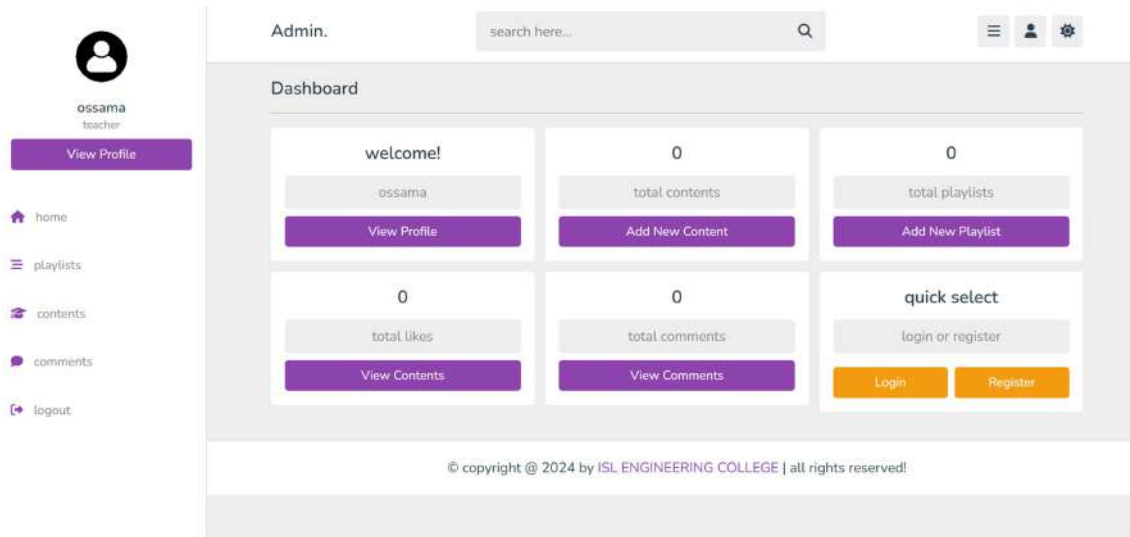 ossama
teacher
View Profile
home
playlists
contents
comments
logout
Admin.
search here...
Dashboard
welcome!
ossama
View Profile
0
total contents
Add New Content
0
total playlists
Add New Playlist
0
total likes
View Contents
0
total comments
View Comments
quick select
login or register
Login
Register
© copyright @ 2024 by ISL ENGINEERING COLLEGE | all rights reserved!